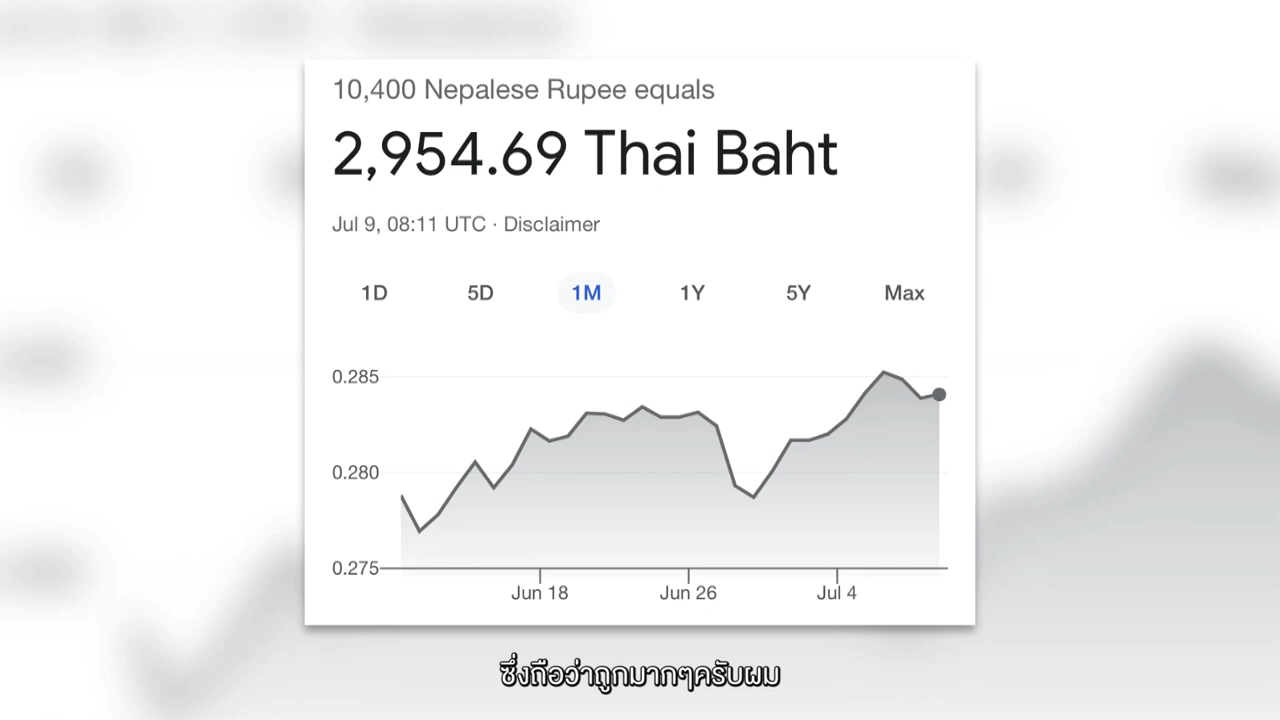 10,400 Nepalese Rupee equals
2,954.69 Thai Baht
Jul 9, 08:11 UTC · Disclaimer
1D 5D 1M 1Y 5Y Max
0.285
0.280
0.275
Jun 18 Jun 26 Jul 4
ซึ่งถือว่าถูกมากๆครับผม